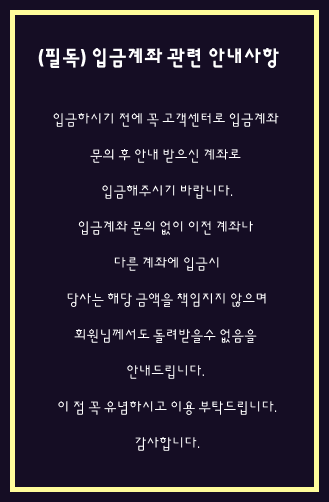 (필독) 입금계좌 관련 안내사항
입금하시기 전에 꼭 고객센터로 입금계좌
문의 후 안내 받으신 계좌로
입금해주시기 바랍니다.
입금계좌 문의 없이 이전 계좌나
다른 계좌에 입금시
당사는 해당 금액을 책임지지 않으며
회원님께서도 돌려받을수 없음을
안내드립니다.
이 점 꼭 유념하시고 이용 부탁드립니다.
감사합니다.